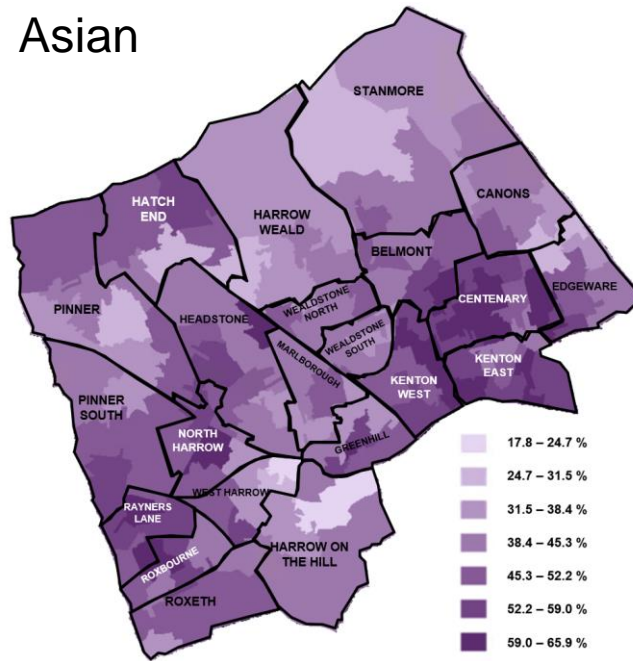 Asian
STANMORE
HATCH
END
CANONS
HARROW
WEALD
BELMONT
PINNER
HEADSTONE
WEALDSTONE
NORTH
CENTENARY
EDGEWARE
WEALDSTONE
SOUTH
MARLBOROUGH
KENTON
EAST
KENTON
WEST
PINNER
SOUTH
NORTH
HARROW
GREENHILL
WEST HARROW
RAYNERS
LANE
ROXBOURNE
HARROW ON
THE HILL
ROXETH
17.8 – 24.7 %
24.7 – 31.5 %
31.5 – 38.4 %
38.4 – 45.3 %
45.3 – 52.2 %
52.2 – 59.0 %
59.0 – 65.9 %